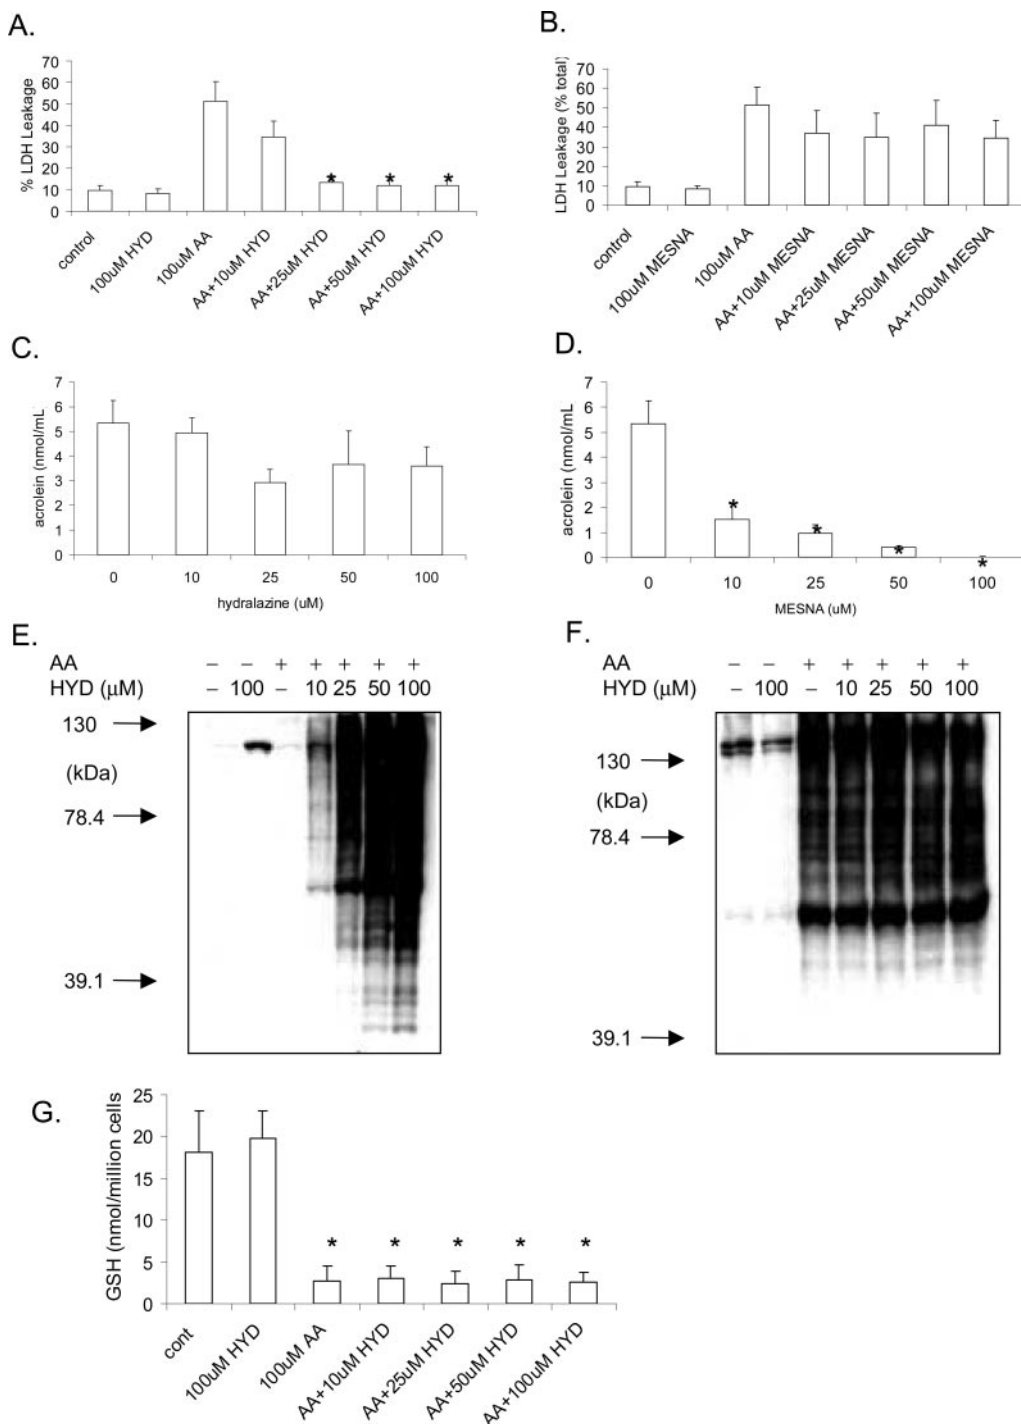 A.
% LDH Leakage
70
60
50
40
30
20
10
0
* * *
control
100uM HYD
100uM AA
AA+10uM HYD
AA+25uM HYD
AA+50uM HYD
AA+100uM HYD
B.
LDH Leakage (% total)
70
60
50
40
30
20
10
0
control
100uM MESNA
100uM AA
AA+10uM MESNA
AA+25uM MESNA
AA+50uM MESNA
AA+100uM MESNA
C.
acrolein (nmol/mL)
7
6
5
4
3
2
1
0
0 10 25 50 100
hydralazine (uM)
D.
acrolein (nmol/mL)
7
6
5
4
3
2
1
0
* * * *
0 10 25 50 100
MESNA (uM)
E.
AA – – + + + + +
HYD (μM) – 100 – 10 25 50 100
130
(kDa)
78.4
39.1
F.
AA – – + + + + +
HYD (μM) – 100 – 10 25 50 100
130
(kDa)
78.4
39.1
G.
GSH (nmol/million cells
25
20
15
10
5
0
* * * * *
cont
100uM HYD
100uM AA
AA+10uM HYD
AA+25uM HYD
AA+50uM HYD
AA+100uM HYD